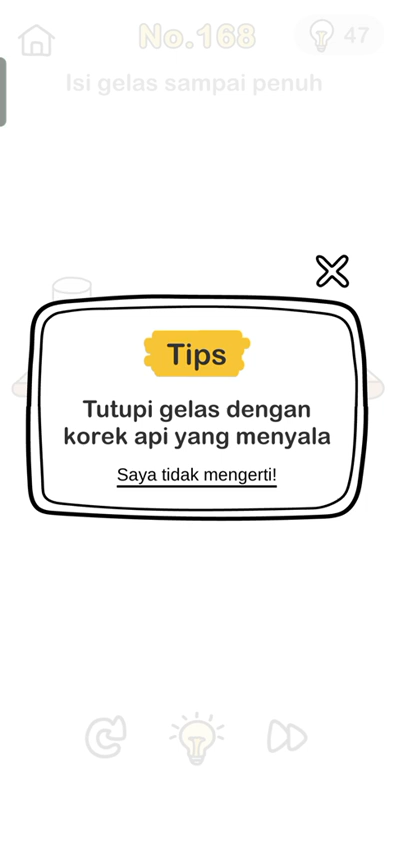 No.168
47
Isi gelas sampai penuh
Tips
Tutupi gelas dengan
korek api yang menyala
Saya tidak mengerti!